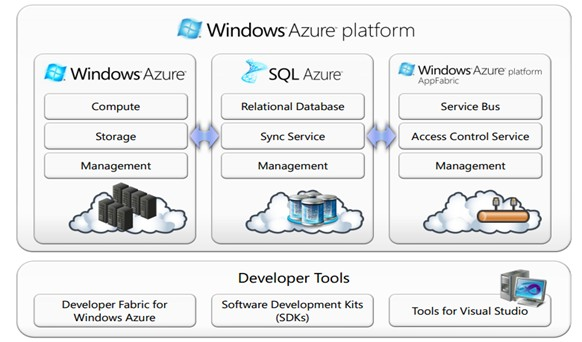 Windows Azure platform
Windows Azure
Compute
Storage
Management
SQL Azure
Relational Database
Sync Service
Management
Windows Azure platform
AppFabric
Service Bus
Access Control Service
Management
Developer Tools
Developer Fabric for
Windows Azure
Software Development Kits
(SDKs)
Tools for Visual Studio